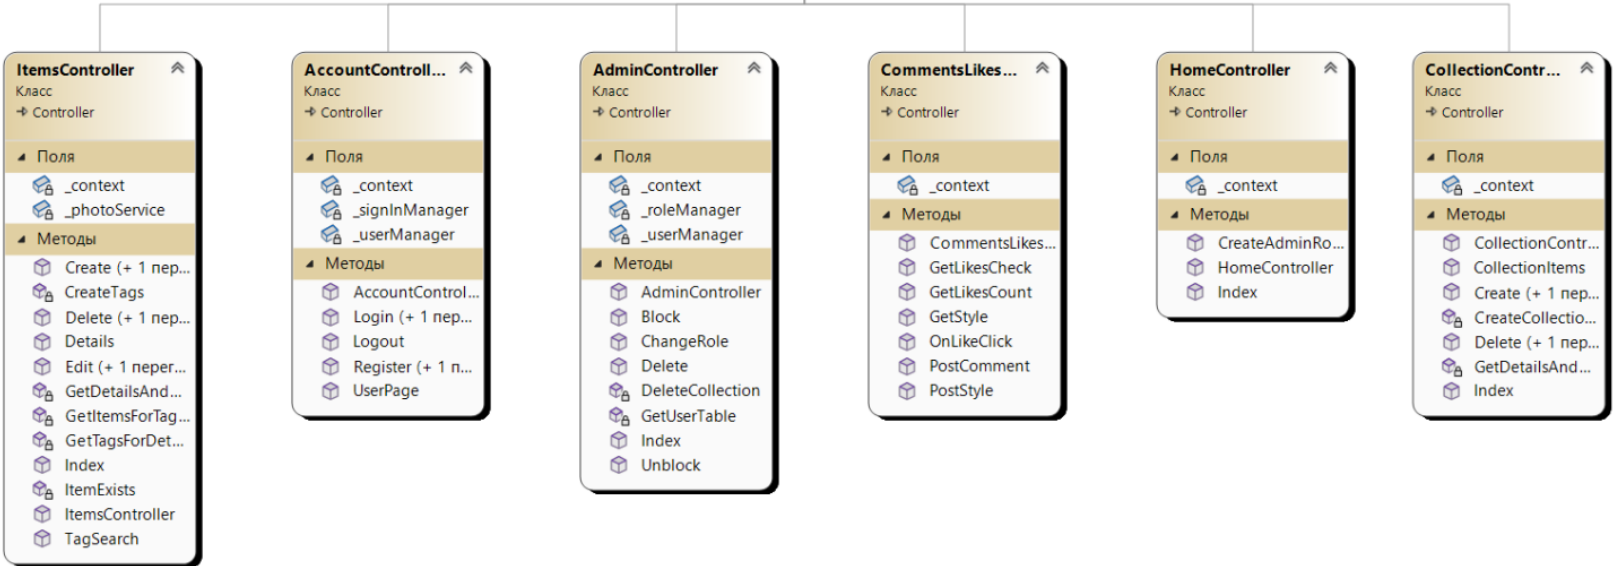 ItemsController
Класс
Controller
Поля
_context
_photoService
Методы
Create (+ 1 пер...
CreateTags
Delete (+ 1 пер...
Details
Edit (+ 1 перег...
GetDetailsAnd...
GetItemsForTag...
GetTagsForDet...
Index
ItemExists
ItemsController
TagSearch
AccountControll...
Класс
Controller
Поля
_context
_signInManager
_userManager
Методы
AccountControl...
Login (+ 1 пер...
Logout
Register (+ 1 п...
UserPage
AdminController
Класс
Controller
Поля
_context
_roleManager
_userManager
Методы
AdminController
Block
ChangeRole
Delete
DeleteCollection
GetUserTable
Index
Unblock
CommentsLikes...
Класс
Controller
Поля
_context
Методы
CommentsLikes...
GetLikesCheck
GetLikesCount
GetStyle
OnLikeClick
PostComment
PostStyle
HomeController
Класс
Controller
Поля
_context
Методы
CreateAdminRo...
HomeController
Index
CollectionContr...
Класс
Controller
Поля
_context
Методы
CollectionContr...
CollectionItems
Create (+ 1 пер...
CreateCollectio...
Delete (+ 1 пер...
GetDetailsAnd...
Index